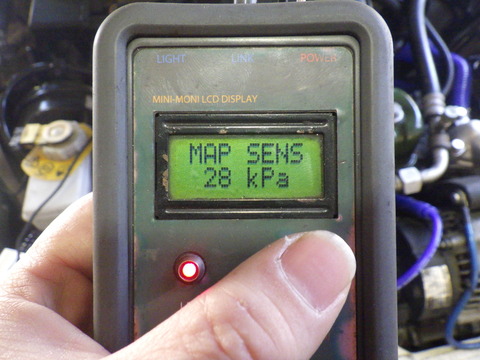 LIGHT LINK POWER
MINI-MONI LCD DISPLAY
MAP SENS
28 kPa